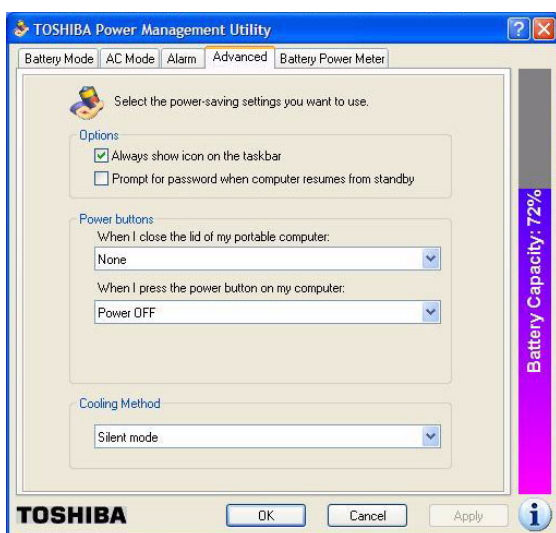 TOSHIBA Power Management Utility
Battery Mode AC Mode Alarm Advanced Battery Power Meter
Select the power-saving settings you want to use.
Options
Always show icon on the taskbar
Prompt for password when computer resumes from standby
Power buttons
When I close the lid of my portable computer:
None
When I press the power button on my computer:
Power OFF
Cooling Method
Silent mode
Battery Capacity: 72%
TOSHIBA
OK Cancel Apply